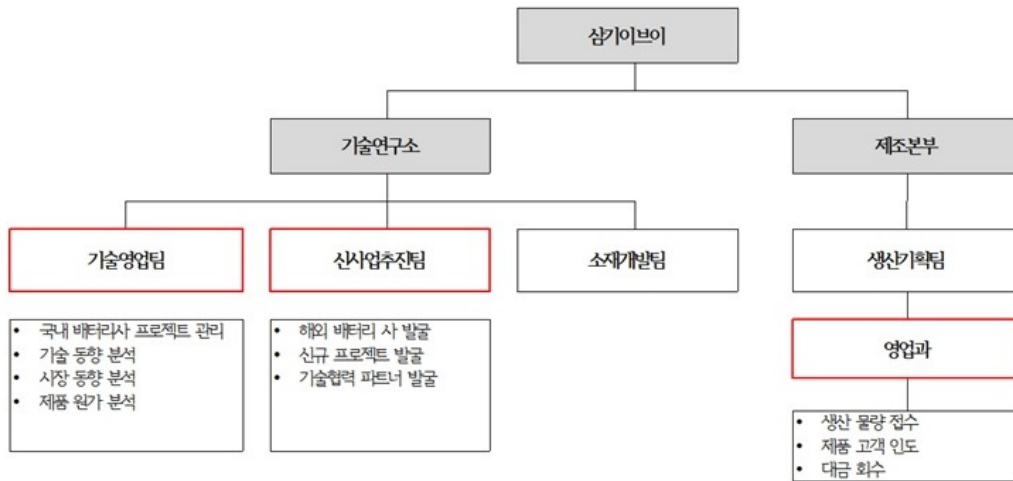 삼기이브이
기술연구소
제조본부
기술영업팀
신사업추진팀
소재개발팀
생산기획팀
• 국내 배터리사 프로젝트 관리
• 기술 동향 분석
• 시장 동향 분석
• 제품 원가 분석
• 해외 배터리 사 발굴
• 신규 프로젝트 발굴
• 기술협력 파트너 발굴
영업과
• 생산 물량 접수
• 제품 고객 인도
• 대금 회수